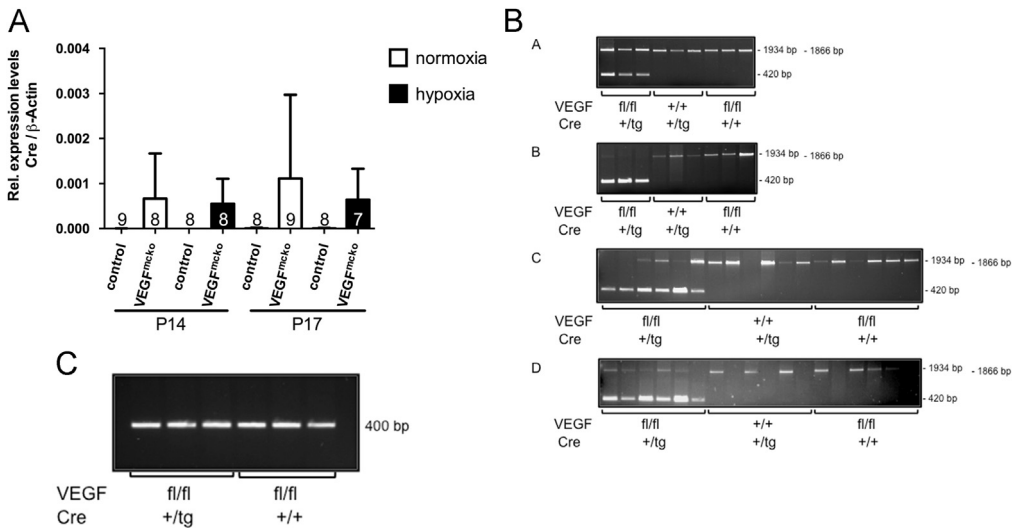 A
Rel. expression levels
Cre / β-Actin
0.004
0.003
0.002
0.001
0.000
normoxia
hypoxia
9 8 8 8 8 9 8 7
control VEGFmcko control VEGFmcko control VEGFmcko control VEGFmcko
P14 P17
B
A
- 1934 bp - 1866 bp
- 420 bp
VEGF fl/fl +/+ fl/fl
Cre +/tg +/tg +/+
B
- 1934 bp - 1866 bp
- 420 bp
VEGF fl/fl +/+ fl/fl
Cre +/tg +/tg +/+
C
- 1934 bp - 1866 bp
- 420 bp
VEGF fl/fl +/+ fl/fl
Cre +/tg +/tg +/+
D
- 1934 bp - 1866 bp
- 420 bp
VEGF fl/fl +/+ fl/fl
Cre +/tg +/tg +/+
C
400 bp
VEGF fl/fl fl/fl
Cre +/tg +/+